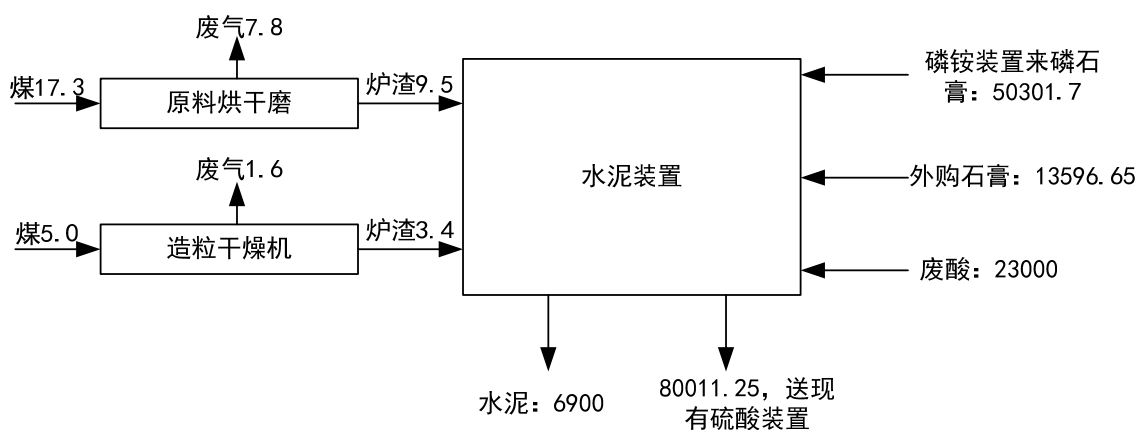 废气7.8
煤17.3
原料烘干磨
炉渣9.5
磷铵装置来磷石
膏：50301.7
废气1.6
水泥装置
外购石膏：13596.65
煤5.0
造粒干燥机
炉渣3.4
废酸：23000
水泥：6900
80011.25，送现
有硫酸装置